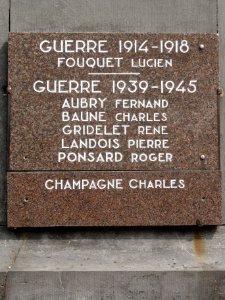 GUERRE 1914-1918
FOUQUET LUCIEN
GUERRE 1939-1945
AUBRY FERNAND
BAUNE CHARLES
GRIDELET RENE
LANDOIS PIERRE
PONSARD ROGER
CHAMPAGNE CHARLES